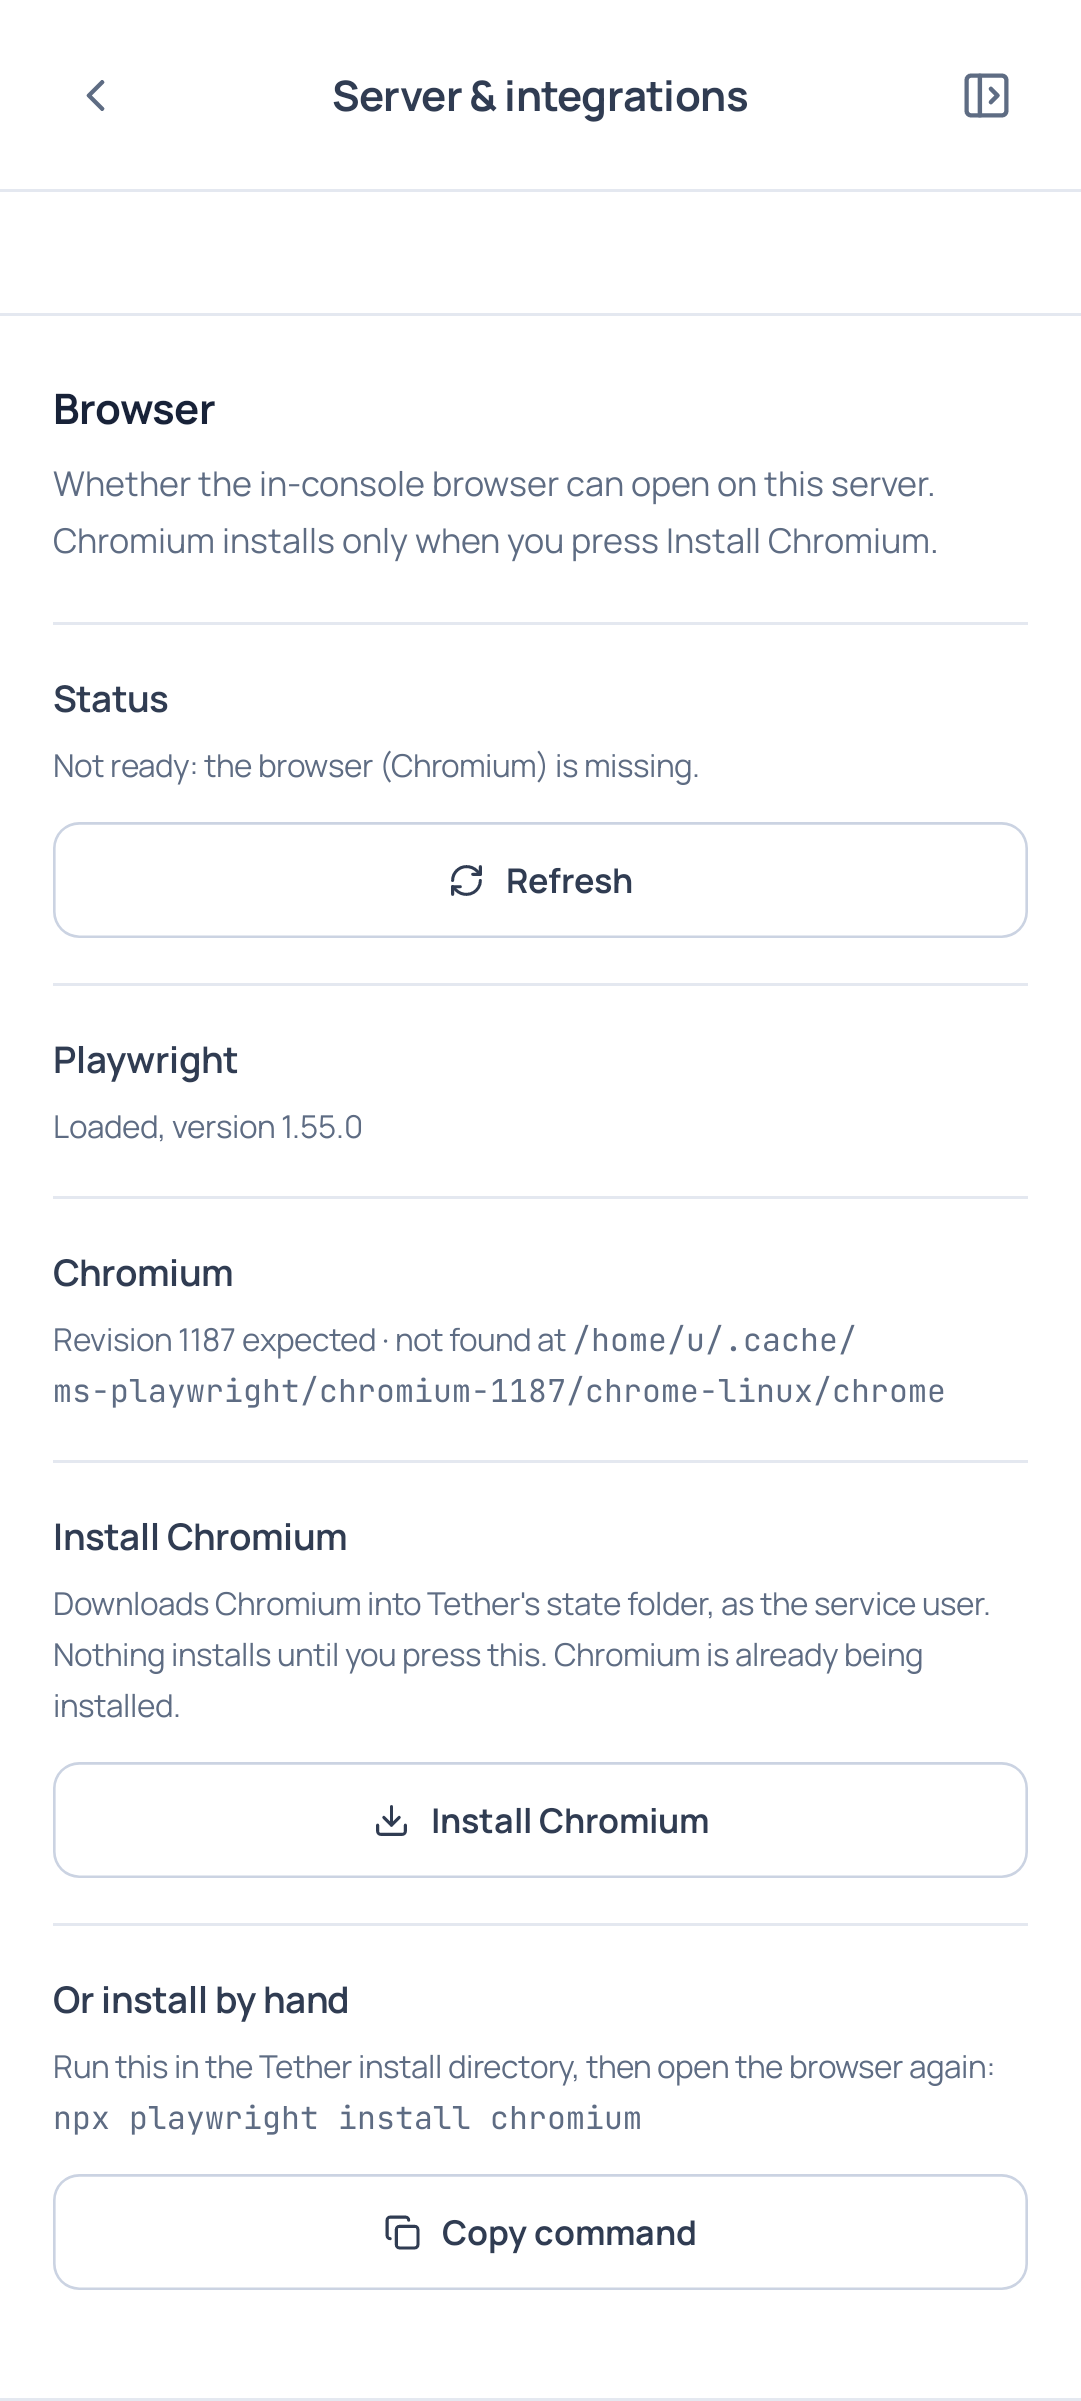 Server & integrations
Browser
Whether the in-console browser can open on this server.
Chromium installs only when you press Install Chromium.
Status
Not ready: the browser (Chromium) is missing.
Refresh
Playwright
Loaded, version 1.55.0
Chromium
Revision 1187 expected · not found at /home/u/.cache/
ms-playwright/chromium-1187/chrome-linux/chrome
Install Chromium
Downloads Chromium into Tether's state folder, as the service user.
Nothing installs until you press this. Chromium is already being
installed.
Install Chromium
Or install by hand
Run this in the Tether install directory, then open the browser again:
npx playwright install chromium
Copy command